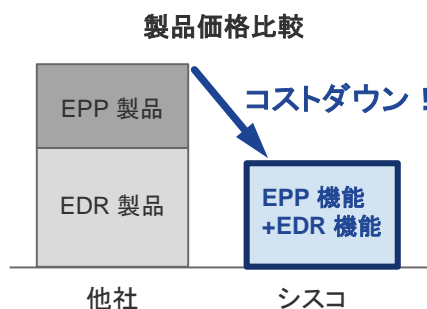 製品価格比較
EPP 製品
コストダウン！
EDR 製品
EPP 機能
+EDR 機能
他社
シスコ